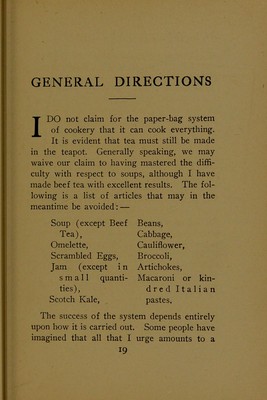 GENERAL DIRECTIONS
I DO not claim for the paper-bag system
of cookery that it can cook everything.
It is evident that tea must still be made
in the teapot. Generally speaking, we may
waive our claim to having mastered the diffi-
culty with respect to soups, although I have
made beef tea with excellent results. The fol-
lowing is a list of articles that may in the
meantime be avoided:—
Soup (except Beef
Tea),
Omelette,
Scrambled Eggs,
Jam (except in
small quanti-
ties),
Scotch Kale,
Beans,
Cabbage,
Cauliflower,
Broccoli,
Artichokes,
Macaroni or kin-
dred Italian
pastes,
The success of the system depends entirely
upon how it is carried out. Some people have
imagined that all that I urge amounts to a
19